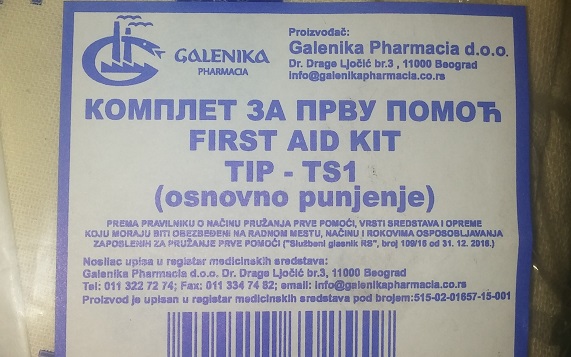 GALENIKA
PHARMACIA
Proizvođač:
Galenika Pharmacia d.o.o.
Dr. Drage Ljočić br.3 , 11000 Beograd
info@galenikapharmacia.co.rs
КОМПЛЕТ ЗА ПРВУ ПОМОЋ
FIRST AID KIT
TIP - TS1
(osnovno punjenje)
PREMA PRAVILNIKU O NAČINU PRUŽANJA PRVE POMOĆI, VRSTI SREDSTAVA I OPREME
KOJU MORAJU BITI OBEZBEĐENI NA RADNOM MESTU, NAČINU I ROKOVIMA OSPOSOBLJAVANJA
ZAPOSLENIH ZA PRUŽANJE PRVE POMOĆI ("Službeni glasnik RS", broj 109/16 od 31. 12. 2016.)
Nosilac upisa u registar medicinskih sredstava:
Galenika Pharmacia d.o.o. Dr. Drage Ljočić br.3, 11000 Beograd
Tel: 011 322 72 74; Fax: 011 334 74 82; email: info@galenikapharmacia.co.rs
Proizvod je upisan u registar medicinskih sredstava pod brojem:515-02-01657-15-001